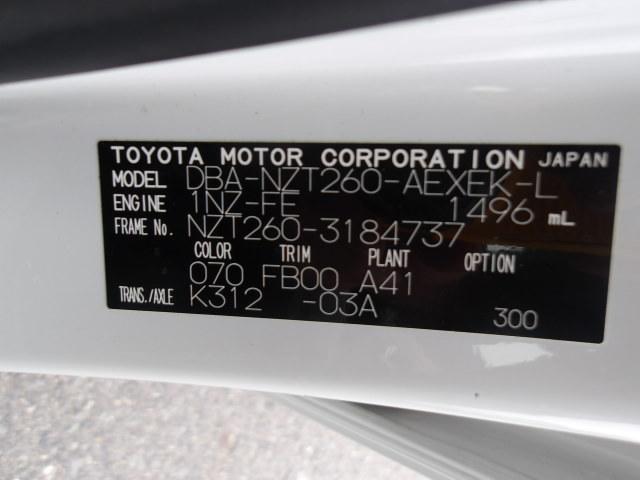 TOYOTA MOTOR CORPORATION JAPAN
MODEL DBA-NZT260-AEXEK-L
ENGINE 1NZ-FE 1496 mL
FRAME No. NZT260-3184737
COLOR TRIM PLANT OPTION
070 FB00 A41
TRANS./AXLE K312 -03A
300